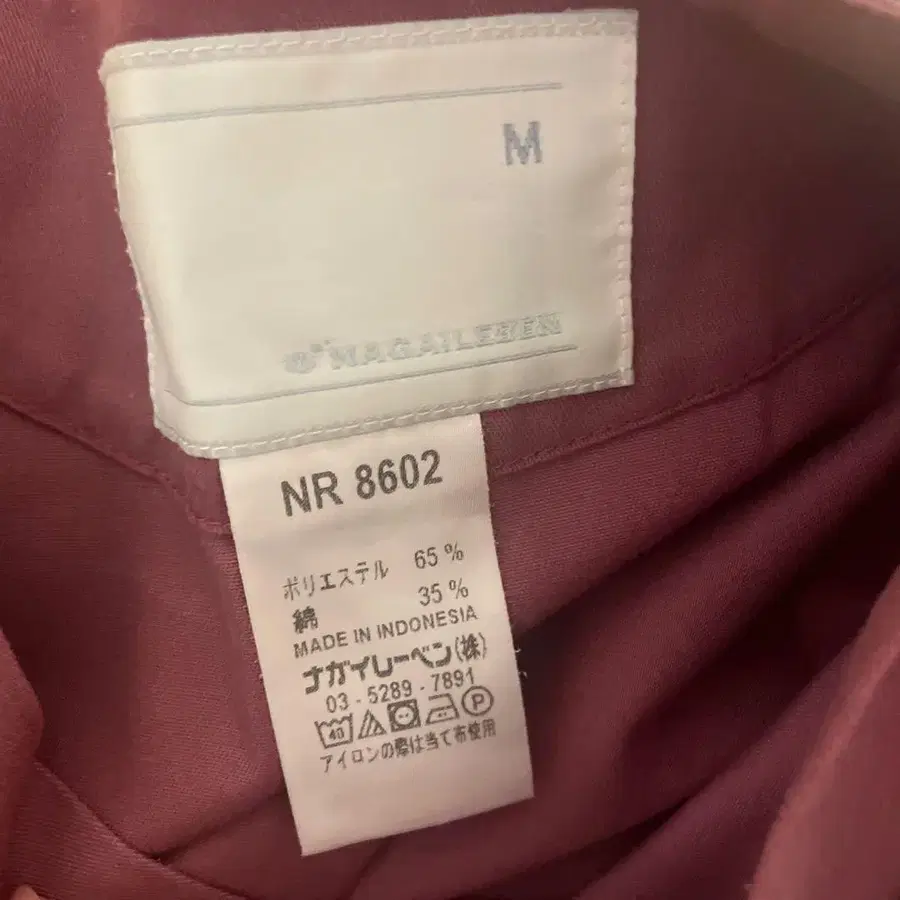 M
NAGAILEBEN
NR 8602
ポリエステル 65%
綿 35%
MADE IN INDONESIA
ナガイレーベン(株)
03-5289-7891
40 P
アイロンの際は当て布使用